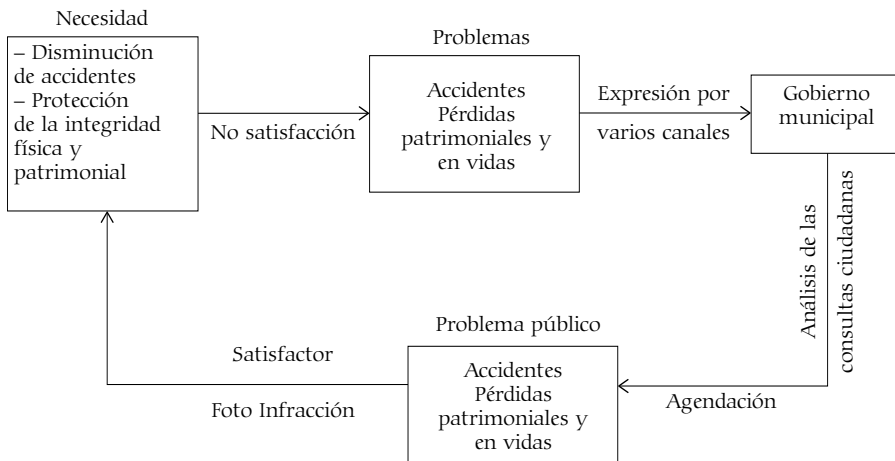 Necesidad
– Disminución
de accidentes
– Protección
de la integridad
física y
patrimonial
No satisfacción
Problemas
Accidentes
Pérdidas
patrimoniales y
en vidas
Expresión por
varios canales
Gobierno
municipal
Análisis de las
consultas ciudadanas
Agendación
Problema público
Accidentes
Pérdidas
patrimoniales y
en vidas
Satisfactor
Foto Infracción